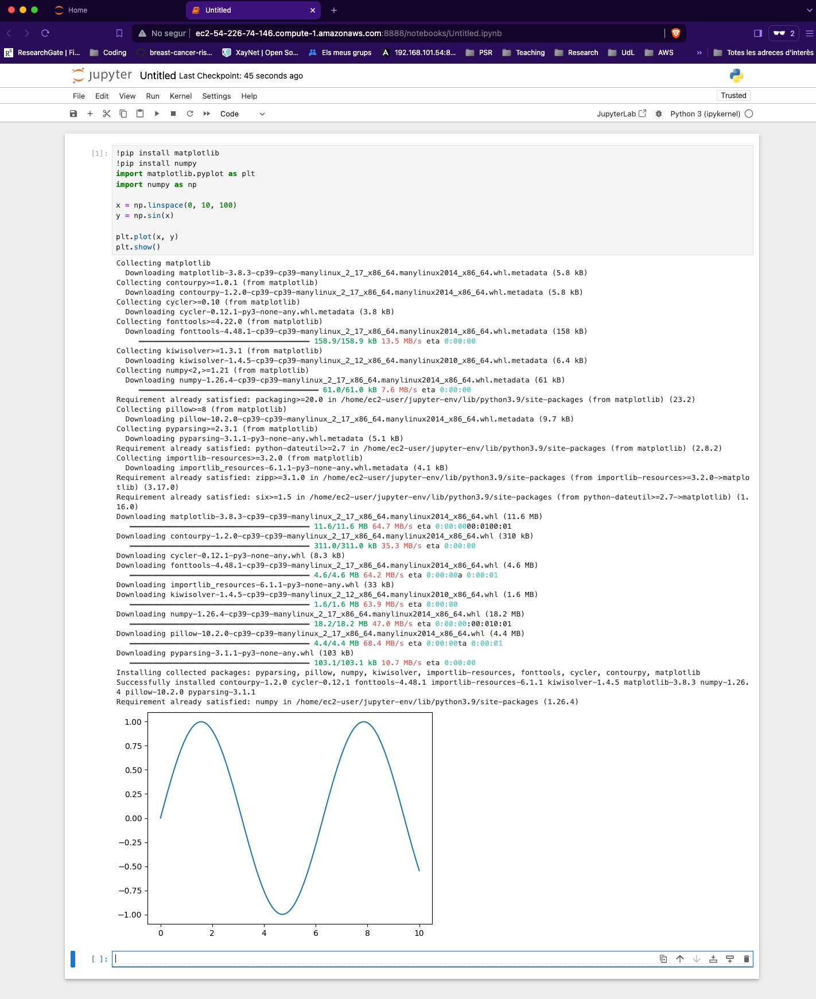 Home
Untitled
No segur
ec2-54-226-74-146.compute-1.amazonaws.com:8888/notebooks/Untitled.ipynb
2
ResearchGate | Fi...
Coding
breast-cancer-ris...
XayNet | Open So...
Els meus grups
192.168.101.54:8...
PSR
Teaching
Research
UdL
AWS
»
Totes les adreces d'interès
jupyter Untitled Last Checkpoint: 45 seconds ago
File Edit View Run Kernel Settings Help
Trusted
Code
JupyterLab
Python 3 (ipykernel)
[1]:
!pip install matplotlib
!pip install numpy
import matplotlib.pyplot as plt
import numpy as np
x = np.linspace(0, 10, 100)
y = np.sin(x)
plt.plot(x, y)
plt.show()
Collecting matplotlib
Downloading matplotlib-3.8.3-cp39-cp39-manylinux_2_17_x86_64.manylinux2014_x86_64.whl.metadata (5.8 kB)
Collecting contourpy>=1.0.1 (from matplotlib)
Downloading contourpy-1.2.0-cp39-cp39-manylinux_2_17_x86_64.manylinux2014_x86_64.whl.metadata (5.8 kB)
Collecting cycler>=0.10 (from matplotlib)
Downloading cycler-0.12.1-py3-none-any.whl.metadata (3.8 kB)
Collecting fonttools>=4.22.0 (from matplotlib)
Downloading fonttools-4.48.1-cp39-cp39-manylinux_2_17_x86_64.manylinux2014_x86_64.whl.metadata (158 kB)
158.9/158.9 kB 13.5 MB/s eta 0:00:00
Collecting kiwisolver>=1.3.1 (from matplotlib)
Downloading kiwisolver-1.4.5-cp39-cp39-manylinux_2_12_x86_64.manylinux2010_x86_64.whl.metadata (6.4 kB)
Collecting numpy<2,>=1.21 (from matplotlib)
Downloading numpy-1.26.4-cp39-cp39-manylinux_2_17_x86_64.manylinux2014_x86_64.whl.metadata (61 kB)
61.0/61.0 kB 7.6 MB/s eta 0:00:00
Requirement already satisfied: packaging>=20.0 in /home/ec2-user/jupyter-env/lib/python3.9/site-packages (from matplotlib) (23.2)
Collecting pillow>=8 (from matplotlib)
Downloading pillow-10.2.0-cp39-cp39-manylinux_2_17_x86_64.manylinux2014_x86_64.whl.metadata (9.7 kB)
Collecting pyparsing>=2.3.1 (from matplotlib)
Downloading pyparsing-3.1.1-py3-none-any.whl.metadata (5.1 kB)
Requirement already satisfied: python-dateutil>=2.7 in /home/ec2-user/jupyter-env/lib/python3.9/site-packages (from matplotlib) (2.8.2)
Collecting importlib-resources>=3.2.0 (from matplotlib)
Downloading importlib_resources-6.1.1-py3-none-any.whl.metadata (4.1 kB)
Requirement already satisfied: zipp>=3.1.0 in /home/ec2-user/jupyter-env/lib/python3.9/site-packages (from importlib-resources>=3.2.0->matplo
tlib) (3.17.0)
Requirement already satisfied: six>=1.5 in /home/ec2-user/jupyter-env/lib/python3.9/site-packages (from python-dateutil>=2.7->matplotlib) (1.
16.0)
Downloading matplotlib-3.8.3-cp39-cp39-manylinux_2_17_x86_64.manylinux2014_x86_64.whl (11.6 MB)
11.6/11.6 MB 64.7 MB/s eta 0:00:0000:0100:01
Downloading contourpy-1.2.0-cp39-cp39-manylinux_2_17_x86_64.manylinux2014_x86_64.whl (310 kB)
311.0/311.0 kB 35.3 MB/s eta 0:00:00
Downloading cycler-0.12.1-py3-none-any.whl (8.3 kB)
Downloading fonttools-4.48.1-cp39-cp39-manylinux_2_17_x86_64.manylinux2014_x86_64.whl (4.6 MB)
4.6/4.6 MB 64.2 MB/s eta 0:00:00a 0:00:01
Downloading importlib_resources-6.1.1-py3-none-any.whl (33 kB)
Downloading kiwisolver-1.4.5-cp39-cp39-manylinux_2_12_x86_64.manylinux2010_x86_64.whl (1.6 MB)
1.6/1.6 MB 63.9 MB/s eta 0:00:00
Downloading numpy-1.26.4-cp39-cp39-manylinux_2_17_x86_64.manylinux2014_x86_64.whl (18.2 MB)
18.2/18.2 MB 47.0 MB/s eta 0:00:00:00:010:01
Downloading pillow-10.2.0-cp39-cp39-manylinux_2_17_x86_64.manylinux2014_x86_64.whl (4.4 MB)
4.4/4.4 MB 68.4 MB/s eta 0:00:00ta 0:00:01
Downloading pyparsing-3.1.1-py3-none-any.whl (103 kB)
103.1/103.1 kB 10.7 MB/s eta 0:00:00
Installing collected packages: pyparsing, pillow, numpy, kiwisolver, importlib-resources, fonttools, cycler, contourpy, matplotlib
Successfully installed contourpy-1.2.0 cycler-0.12.1 fonttools-4.48.1 importlib-resources-6.1.1 kiwisolver-1.4.5 matplotlib-3.8.3 numpy-1.26.
4 pillow-10.2.0 pyparsing-3.1.1
Requirement already satisfied: numpy in /home/ec2-user/jupyter-env/lib/python3.9/site-packages (1.26.4)
1.00
0.75
0.50
0.25
0.00
−0.25
−0.50
−0.75
−1.00
0 2 4 6 8 10
[ ]: